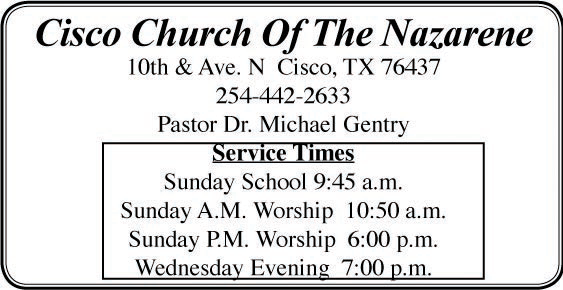 Cisco Church Of The Nazarene
10th & Ave. N Cisco, TX 76437
254-442-2633
Pastor Dr. Michael Gentry
Service Times
Sunday School 9:45 a.m.
Sunday A.M. Worship 10:50 a.m.
Sunday P.M. Worship 6:00 p.m.
Wednesday Evening 7:00 p.m.